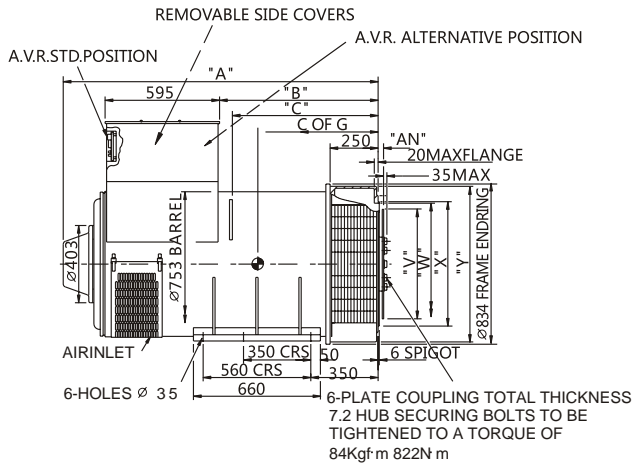 REMOVABLE SIDE COVERS
A.V.R. ALTERNATIVE POSITION
A.V.R.STD.POSITION
"A"
595
"B"
"C"
C OF G
"AN"
250
20MAXFLANGE
35MAX
Ø403
Ø753 BARREL
"V"
"W"
"X"
"Y"
Ø834 FRAME ENDRING
AIRINLET
350 CRS
50
6 SPIGOT
6-HOLES Ø 35
560 CRS
350
660
6-PLATE COUPLING TOTAL THICKNESS
7.2 HUB SECURING BOLTS TO BE
TIGHTENED TO A TORQUE OF
84Kgf·m 822N·m